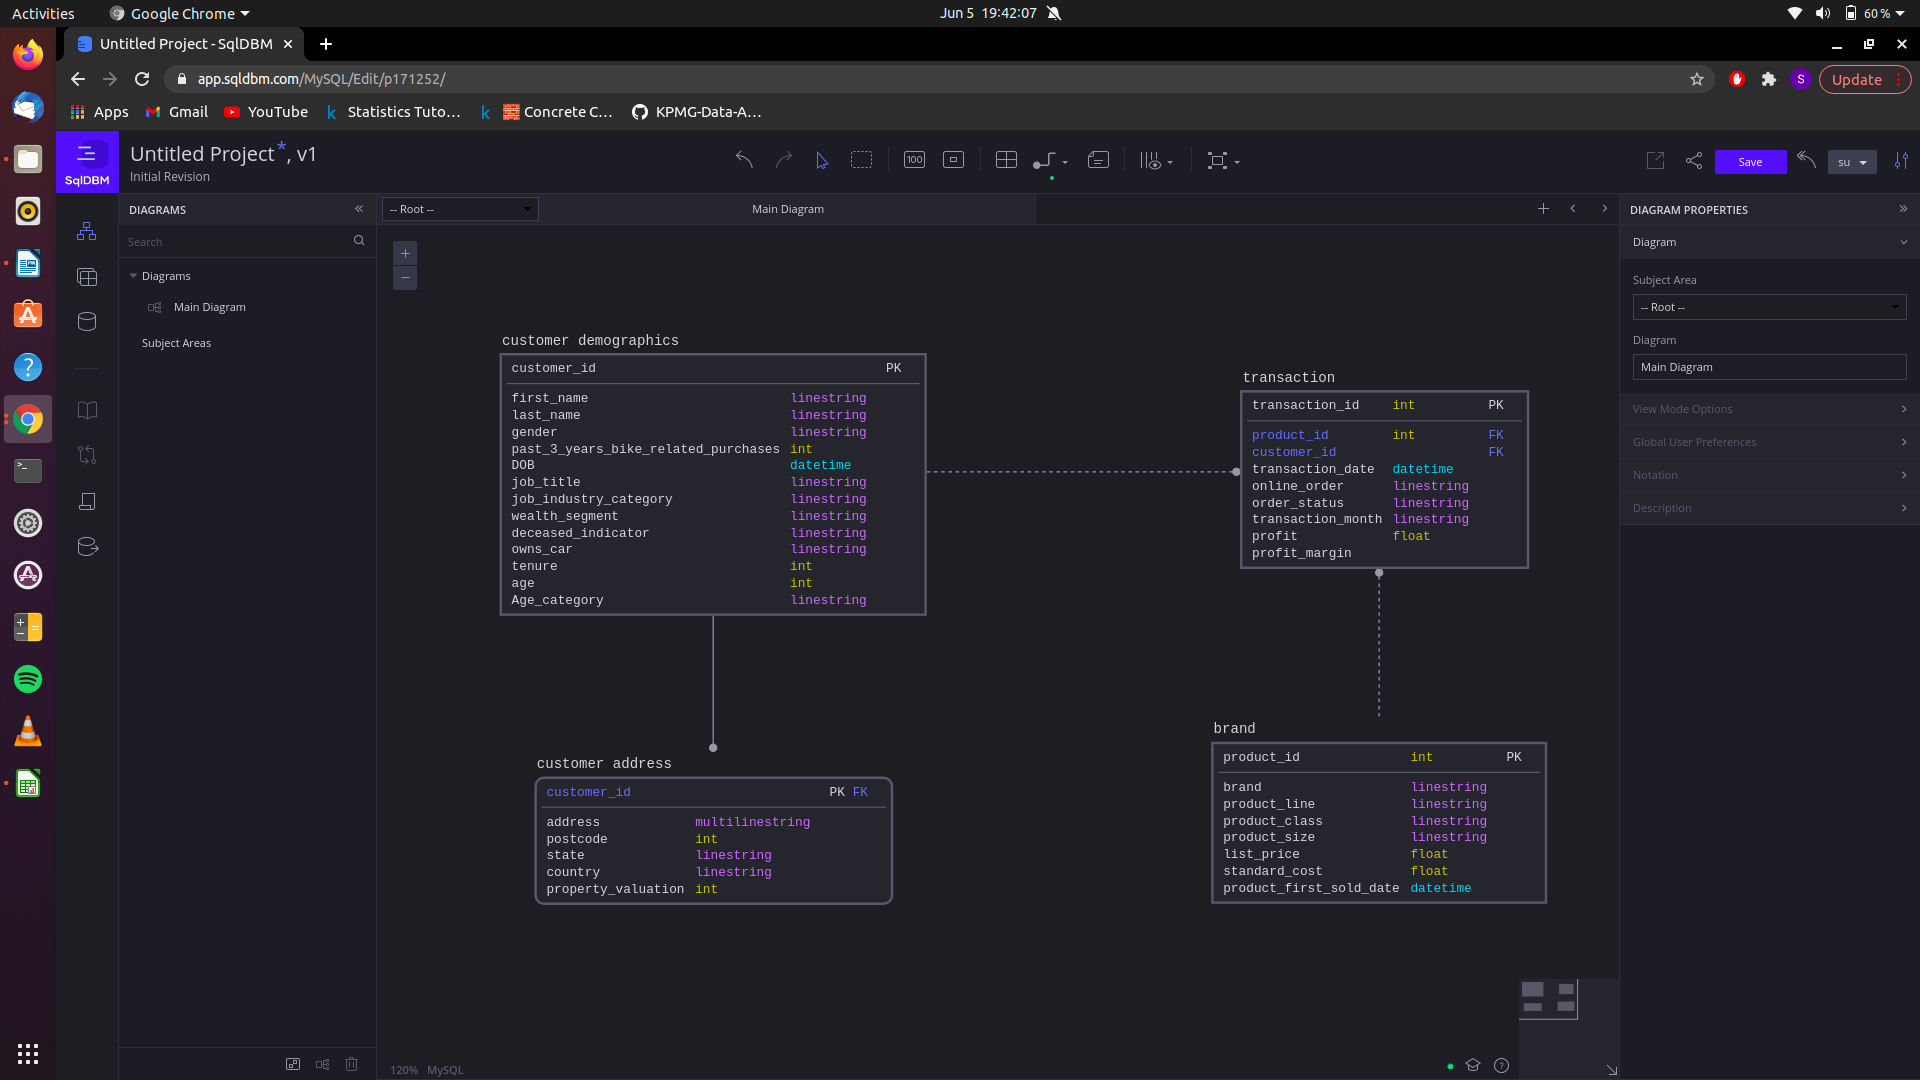 Activities
Google Chrome
Jun 5 19:42:07
60 %
Untitled Project - SqlDBM
app.sqldbm.com/MySQL/Edit/p171252/
S
Update
Apps
Gmail
YouTube
Statistics Tuto…
Concrete C…
KPMG-Data-A…
SqlDBM
Untitled Project*, v1
Initial Revision
100
Save
su
DIAGRAMS
Search
Diagrams
Main Diagram
Subject Areas
-- Root --
Main Diagram
customer demographics
customer_id PK
first_name linestring
last_name linestring
gender linestring
past_3_years_bike_related_purchases int
DOB datetime
job_title linestring
job_industry_category linestring
wealth_segment linestring
deceased_indicator linestring
owns_car linestring
tenure int
age int
Age_category linestring
transaction
transaction_id int PK
product_id int FK
customer_id FK
transaction_date datetime
online_order linestring
order_status linestring
transaction_month linestring
profit float
profit_margin
customer address
customer_id PK FK
address multilinestring
postcode int
state linestring
country linestring
property_valuation int
brand
product_id int PK
brand linestring
product_line linestring
product_class linestring
product_size linestring
list_price float
standard_cost float
product_first_sold_date datetime
120% MySQL
DIAGRAM PROPERTIES
Diagram
Subject Area
-- Root --
Diagram
Main Diagram
View Mode Options
Global User Preferences
Notation
Description